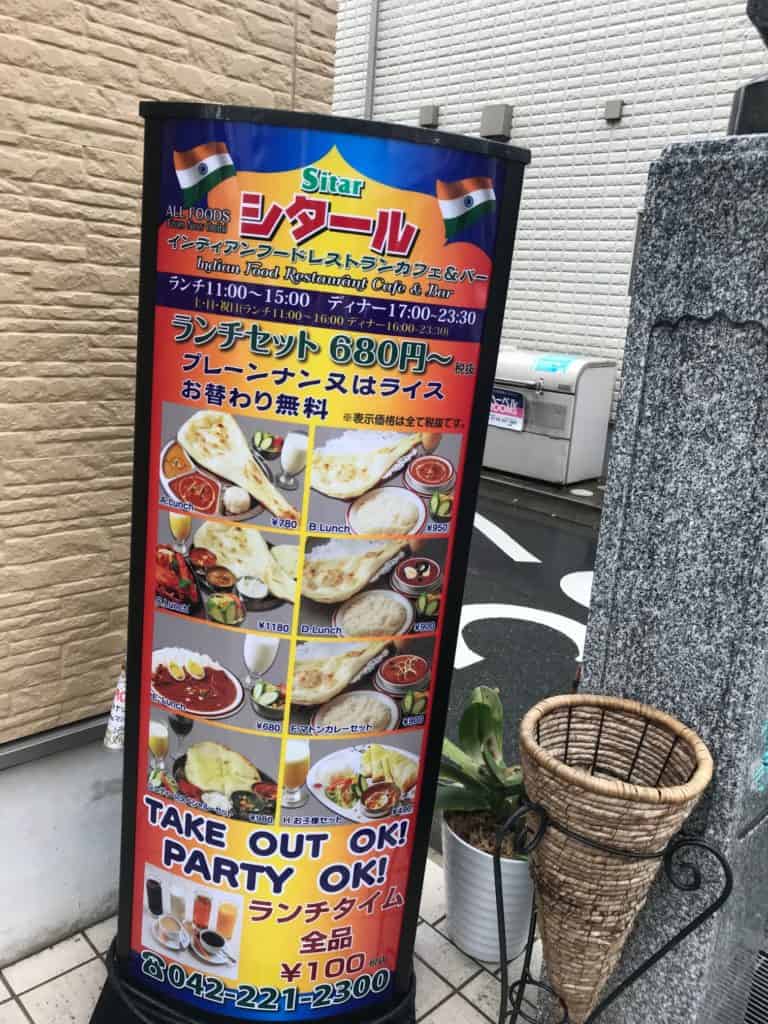 Sitar
ALL FOODS
シタール
インディアンフードレストランカフェ&バー
Indian Food Restaurant Cafe & Bar
ランチ11:00～15:00 ディナー17:00～23:30
土・日・祝日(ランチ11:00～16:00 ディナー16:00～23:30)
ランチセット 680円～ 税抜
プレーンナン又はライス
お替わり無料
※表示価格は全て税抜です。
A.Lunch ¥780
B.Lunch ¥950
¥1180
D.Lunch ¥900
E.Lunch ¥680
F.マトンカレーセット ¥900
¥980
H.お子様セット ¥480
TAKE OUT OK!
PARTY OK!
ランチタイム
全品
¥100 税抜
☎042-221-2300
ROOMS